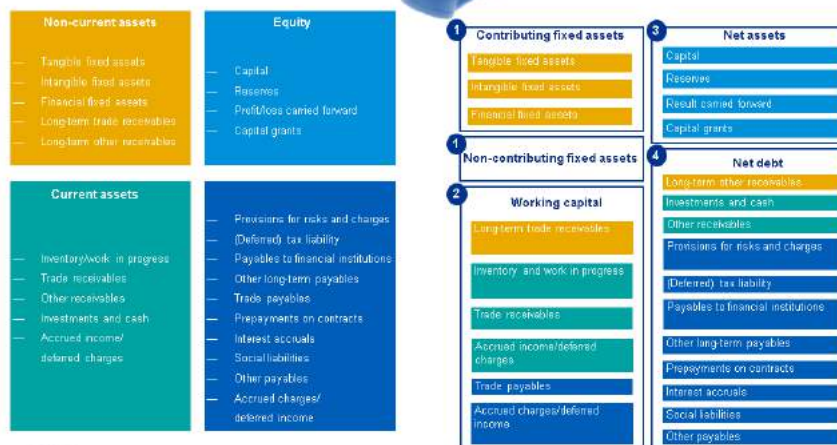 Non-current assets
— Tangible fixed assets
— Intangible fixed assets
— Financial fixed assets
— Long-term trade receivables
— Long-term other receivables
Equity
— Capital
— Reserves
— Profit/loss carried forward
— Capital grants
Current assets
— Inventory/work in progress
— Trade receivables
— Other receivables
— Investments and cash
— Accrued income/
deferred charges
— Provisions for risks and charges
— (Deferred) tax liability
— Payables to financial institutions
— Other long-term payables
— Trade payables
— Prepayments on contracts
— Interest accruals
— Social liabilities
— Other payables
— Accrued charges/
deferred income
1
Contributing fixed assets
Tangible fixed assets
Intangible fixed assets
Financial fixed assets
1
Non-contributing fixed assets
2
Working capital
Long-term trade receivables
Inventory and work in progress
Trade receivables
Accrued income/deferred
charges
Trade payables
Accrued charges/deferred
income
3
Net assets
Capital
Reserves
Result carried forward
Capital grants
4
Net debt
Long-term other receivables
Investments and cash
Other receivables
Provisions for risks and charges
(Deferred) tax liability
Payables to financial institutions
Other long-term payables
Prepayments on contracts
Interest accruals
Social liabilities
Other payables